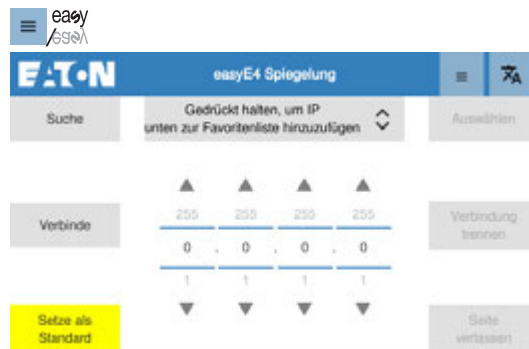 easy
easy
EATON
easyE4 Spiegelung
Suche
Gedrückt halten, um IP
unten zur Favoritenliste hinzuzufügen
Auswählen
255 255 255 255
Verbinde
0 . 0 . 0 . 0
Verbindung
trennen
1 1 1 1
Setze als
Standard
Seite
verlassen